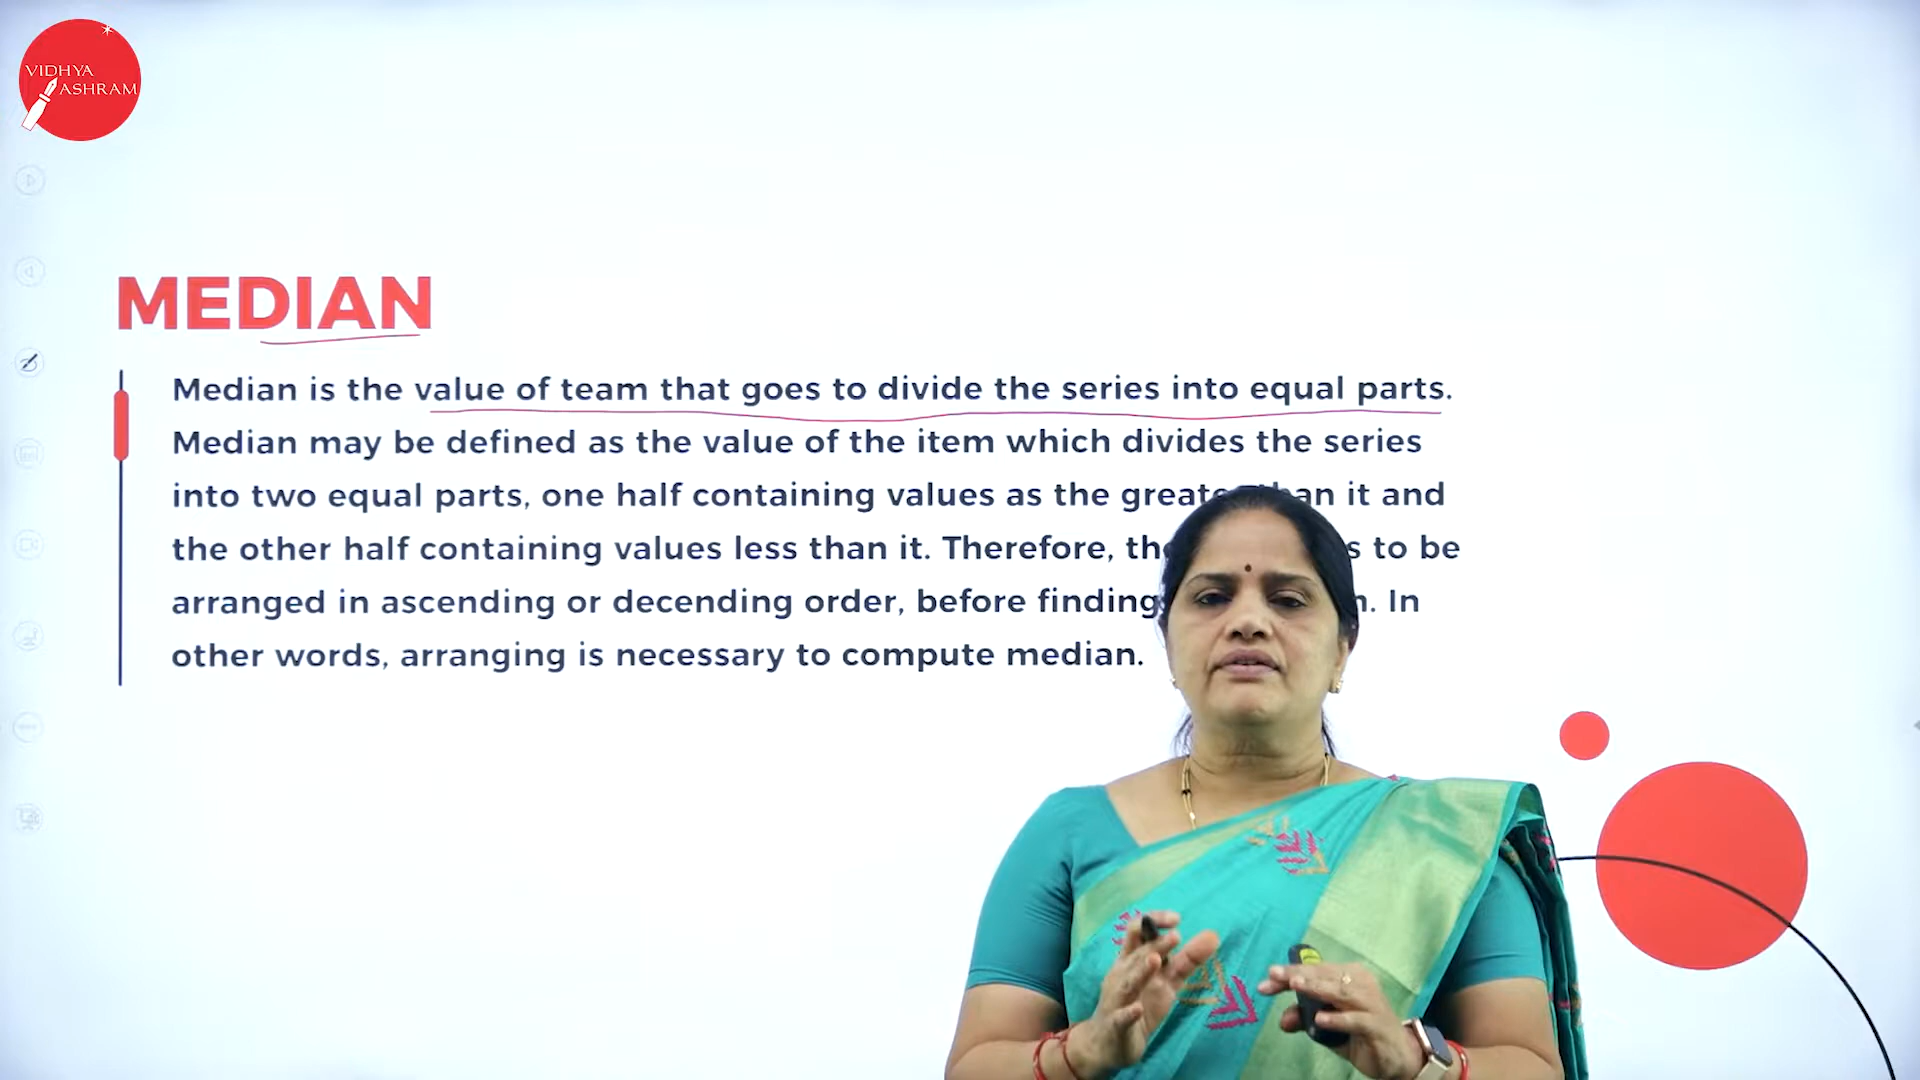 VIDHYA
ASHRAM
MEDIAN
Median is the value of team that goes to divide the series into equal parts.
Median may be defined as the value of the item which divides the series
into two equal parts, one half containing values as the it and
the other half containing values less than it. Therefore, to be
arranged in ascending or decending order, before finding In
other words, arranging is necessary to compute median.